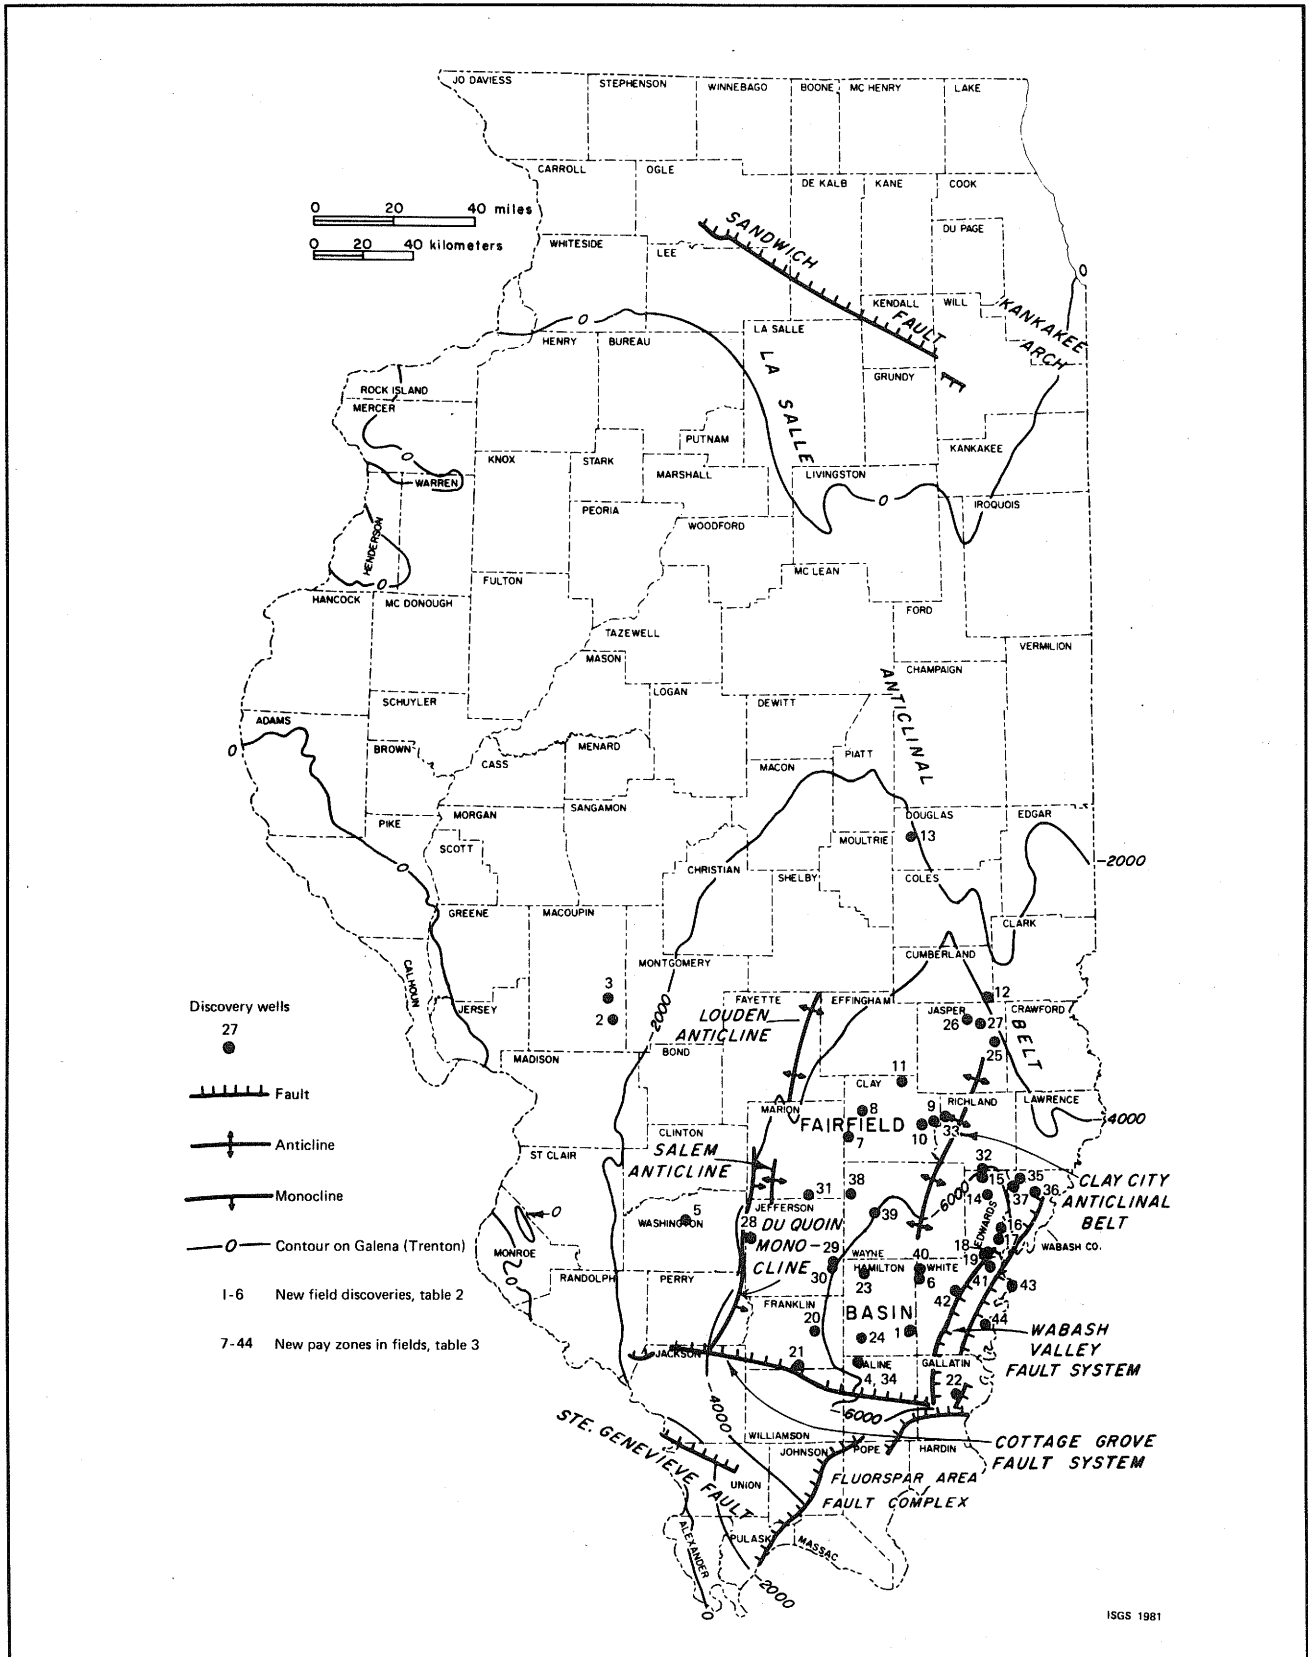 JO DAVIESS
STEPHENSON
WINNEBAGO
BOONE
MC HENRY
LAKE
CARROLL
OGLE
DE KALB
KANE
COOK
0 20 40 miles
0 20 40 kilometers
SANDWICH
FAULT
DU PAGE
WHITESIDE
LEE
KENDALL
WILL
0
KANKAKEE
ARCH
0
LA SALLE
HENRY
BUREAU
LA SALLE
GRUNDY
ROCK ISLAND
MERCER
0
WARREN
KNOX
STARK
PUTNAM
MARSHALL
KANKAKEE
LIVINGSTON
0
IROQUOIS
PEORIA
WOODFORD
HENDERSON
0
HANCOCK
MC DONOUGH
FULTON
MC LEAN
FORD
TAZEWELL
MASON
VERMILION
CHAMPAIGN
ANTICLINAL
LOGAN
DEWITT
SCHUYLER
ADAMS
0
BROWN
CASS
MENARD
PIATT
MACON
PIKE
MORGAN
SANGAMON
DOUGLAS
EDGAR
13
SCOTT
MOULTRIE
0
CHRISTIAN
SHELBY
COLES
-2000
GREENE
MACOUPIN
CLARK
CALHOUN
MONTGOMERY
CUMBERLAND
3
2
JERSEY
-2000
FAYETTE
EFFINGHAM
LOUDEN
ANTICLINE
12
JASPER
CRAWFORD
26
27
25
BELT
MADISON
BOND
11
CLAY
RICHLAND
LAWRENCE
MARION
8
9
FAIRFIELD
10
33
7
-4000
CLINTON
ST CLAIR
SALEM
ANTICLINE
32
15
14
35
37
36
CLAY CITY
ANTICLINAL
BELT
-6000
31
38
39
5
WASHINGTON
JEFFERSON
28
DU QUOIN
MONO-
CLINE
EDWARDS
16
17
WABASH CO.
0
MONROE
0
29
30
WAYNE
HAMILTON
23
40
WHITE
6
18
19
41
42
43
44
RANDOLPH
PERRY
FRANKLIN
20
BASIN
24
1
WABASH
VALLEY
FAULT SYSTEM
JACKSON
21
4, 34
GALLATIN
22
-4000
-6000
WILLIAMSON
JOHNSON
POPE
HARDIN
COTTAGE GROVE
FAULT SYSTEM
STE. GENEVIEVE FAULT
UNION
FLUORSPAR AREA
FAULT COMPLEX
ALEXANDER
MASSAC
-2000
0
Discovery wells
27
Fault
Anticline
Monocline
0 Contour on Galena (Trenton)
1-6 New field discoveries, table 2
7-44 New pay zones in fields, table 3
ISGS 1981